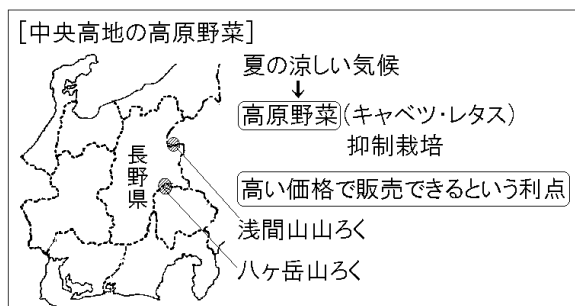 [中央高地の高原野菜]
夏の涼しい気候
↓
高原野菜(キャベツ・レタス)
抑制栽培
長野県
高い価格で販売できるという利点
浅間山山ろく
八ヶ岳山ろく